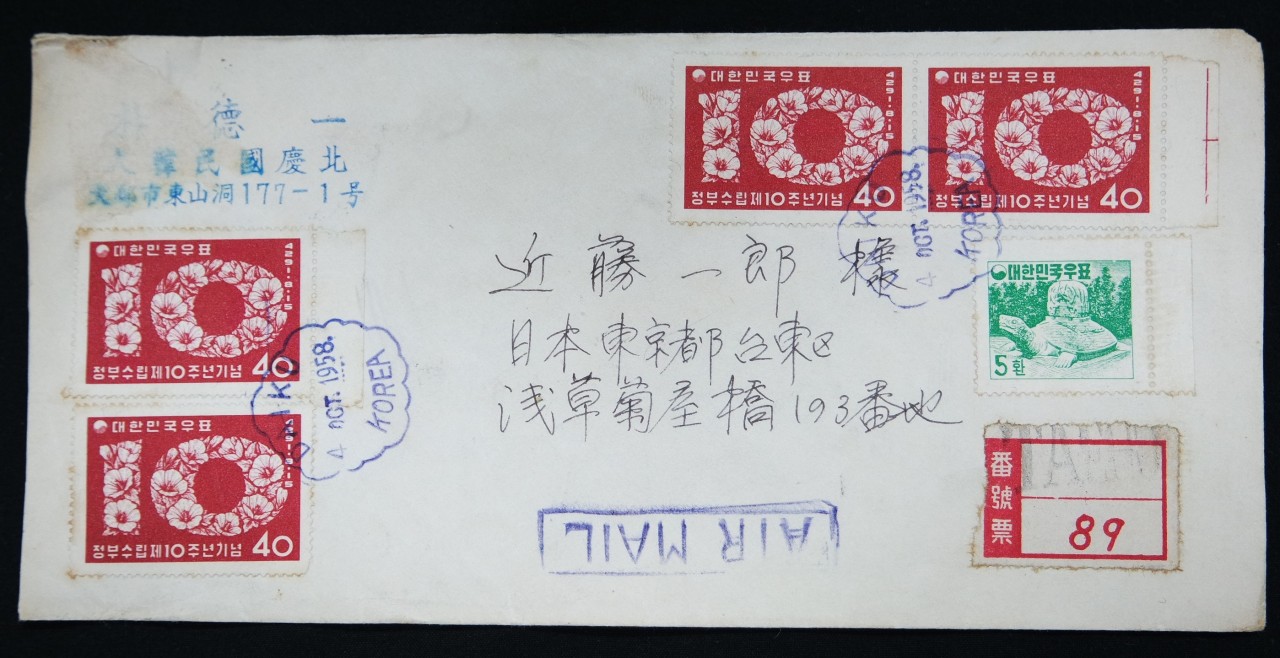 德 一
韓民國慶北
市東山洞177-1号
대한민국우표
4291.8.15
정부수립제10주년기념 40
대한민국우표
4291.8.15
정부수립제10주년기념 40
대한민국우표
4291.8.15
정부수립제10주년기념 40
대한민국우표
4291.8.15
정부수립제10주년기념 40
4 OCT. 1958.
KOREA
4 OCT. 1958.
KOREA
近藤一郎 様
日本東京都台東区
浅草菊屋橋193番地
대한민국우표
5환
AIR MAIL
番號票
89